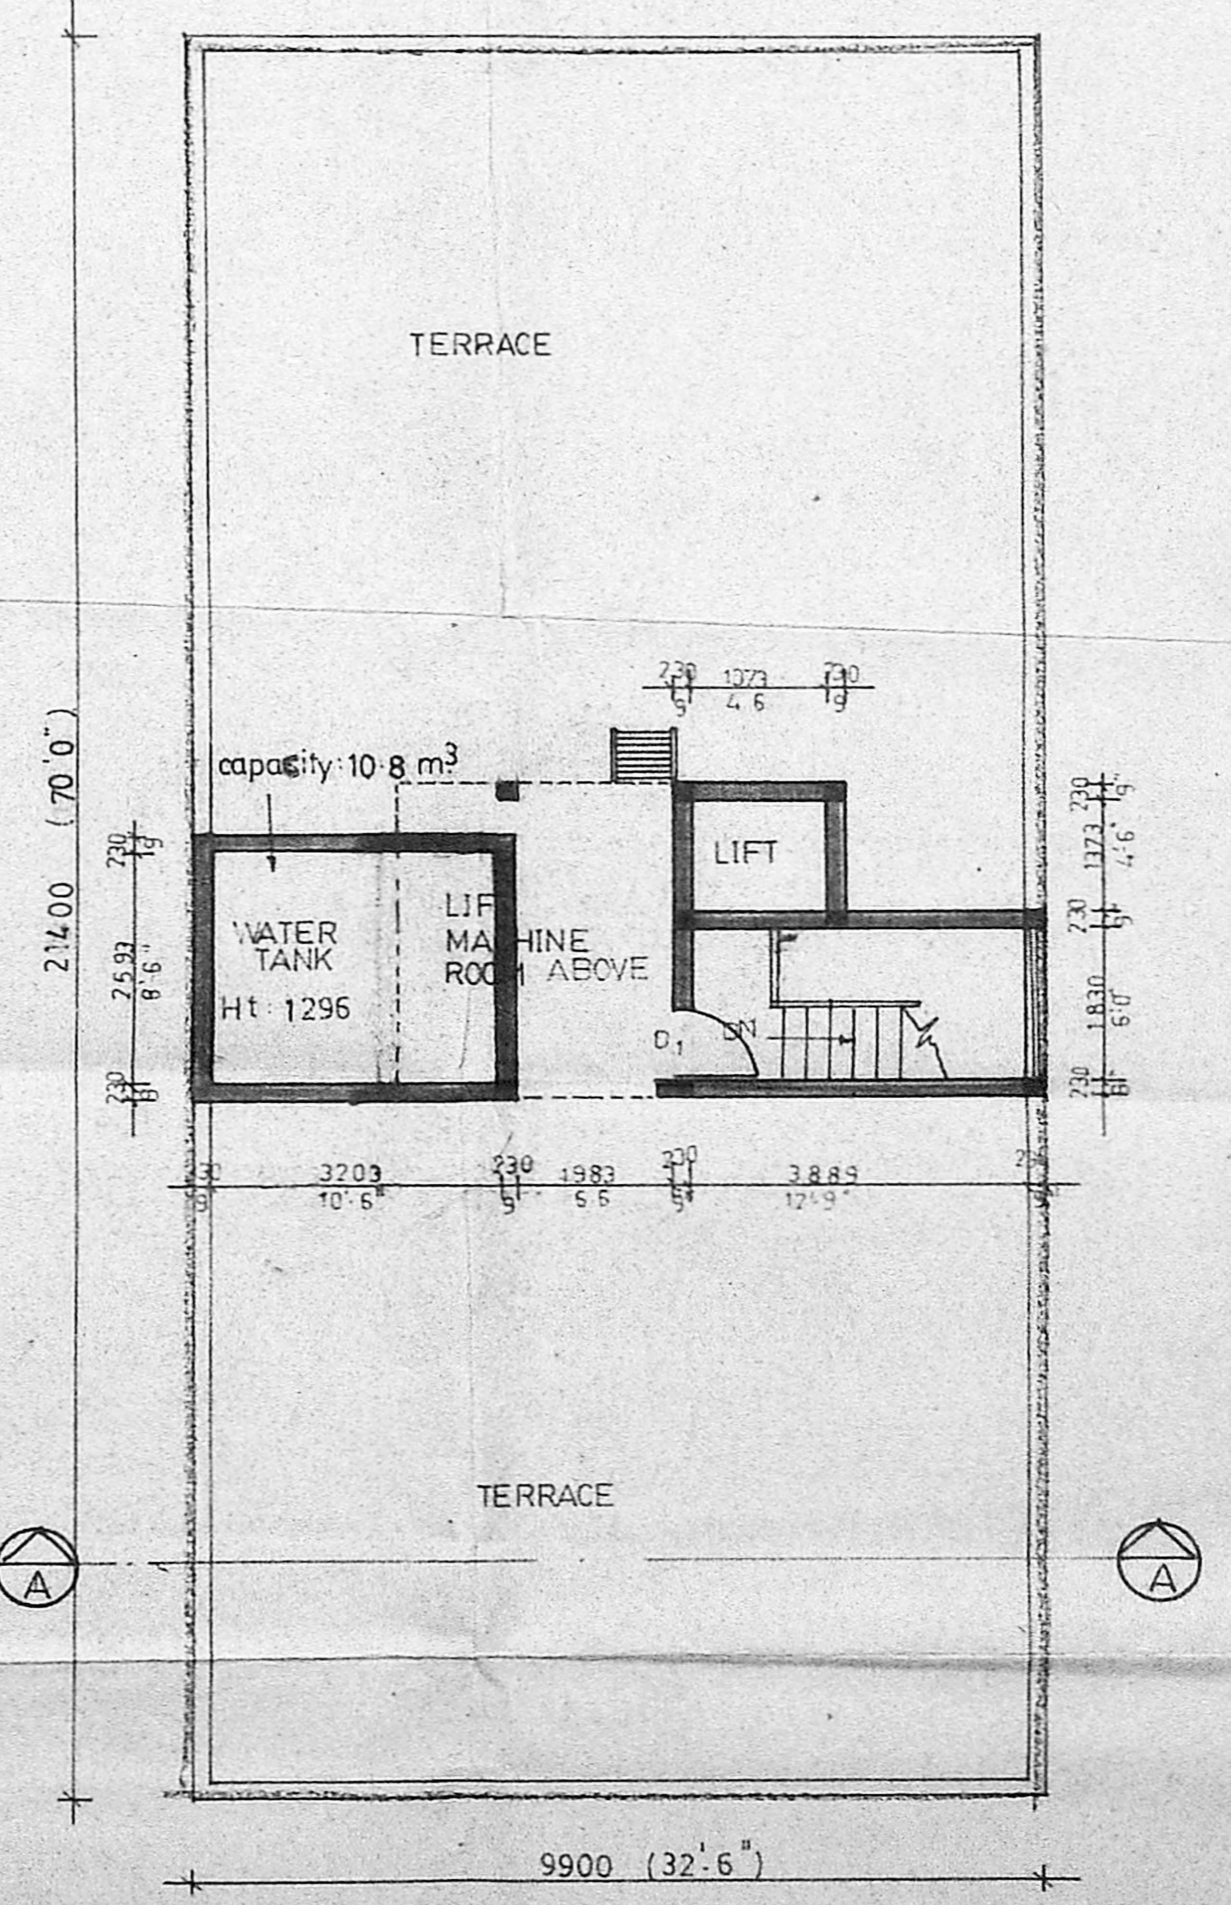 TERRACE
230 1373 230
9 4 6 9
capacity: 10.8 m³
21400 (70'.0")
230 9"
2593 8'6"
230 9"
LIFT
WATER
TANK
Ht: 1296
LIFT
MACHINE
ROOM ABOVE
D1
DN
230 9"
1373 4'.6"
230 9"
1830 6'.0"
230 9"
230 3203 230 1983 230 3889
9 10'.6" 9 6 6 9" 12'.9"
TERRACE
A
A
9900 (32'.6")